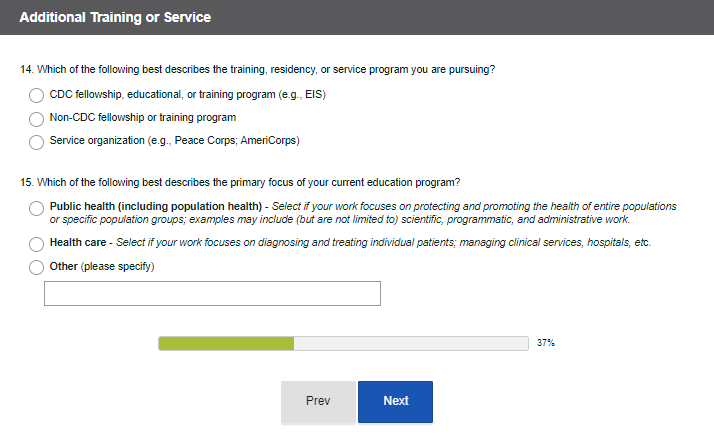 Additional Training or Service
14. Which of the following best describes the training, residency, or service program you are pursuing?
CDC fellowship, educational, or training program (e.g., EIS)
Non-CDC fellowship or training program
Service organization (e.g., Peace Corps; AmeriCorps)
15. Which of the following best describes the primary focus of your current education program?
Public health (including population health) - Select if your work focuses on protecting and promoting the health of entire populations
or specific population groups; examples may include (but are not limited to) scientific, programmatic, and administrative work.
Health care - Select if your work focuses on diagnosing and treating individual patients; managing clinical services, hospitals, etc.
Other (please specify)
37%
Prev
Next